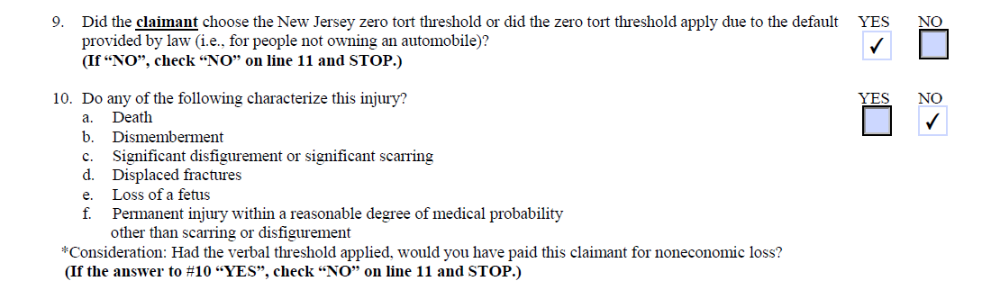 9. Did the claimant choose the New Jersey zero tort threshold or did the zero tort threshold apply due to the default YES NO
provided by law (i.e., for people not owning an automobile)? ✓
(If “NO”, check “NO” on line 11 and STOP.)
10. Do any of the following characterize this injury? YES NO
a. Death ✓
b. Dismemberment
c. Significant disfigurement or significant scarring
d. Displaced fractures
e. Loss of a fetus
f. Permanent injury within a reasonable degree of medical probability
other than scarring or disfigurement
*Consideration: Had the verbal threshold applied, would you have paid this claimant for noneconomic loss?
(If the answer to #10 “YES”, check “NO” on line 11 and STOP.)